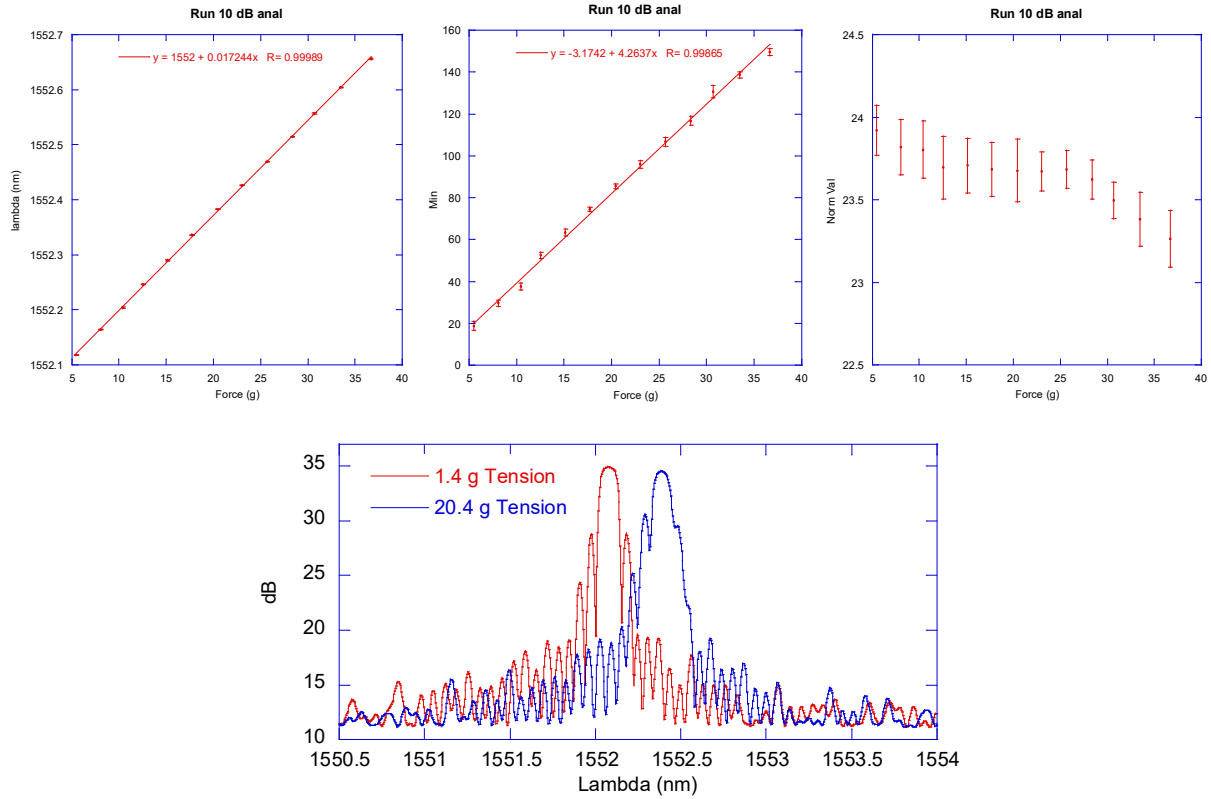 Run 10 dB anal
1552.7
1552.6
1552.5
1552.4
1552.3
1552.2
1552.1
lambda (nm)
y = 1552 + 0.017244x R= 0.99989
5 10 15 20 25 30 35 40
Force (g)
Run 10 dB anal
160
140
120
100
80
60
40
20
0
Min
y = -3.1742 + 4.2637x R= 0.99865
5 10 15 20 25 30 35 40
Force (g)
Run 10 dB anal
24.5
24
23.5
23
22.5
Norm Val
5 10 15 20 25 30 35 40
Force (g)
35
30
25
20
15
10
dB
1.4 g Tension
20.4 g Tension
1550.5 1551 1551.5 1552 1552.5 1553 1553.5 1554
Lambda (nm)